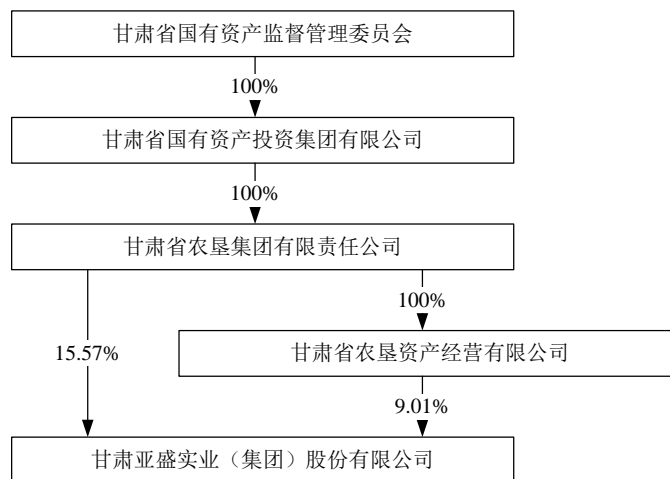 甘肃省国有资产监督管理委员会
100%
甘肃省国有资产投资集团有限公司
100%
甘肃省农垦集团有限责任公司
100%
15.57%
甘肃省农垦资产经营有限公司
9.01%
甘肃亚盛实业（集团）股份有限公司